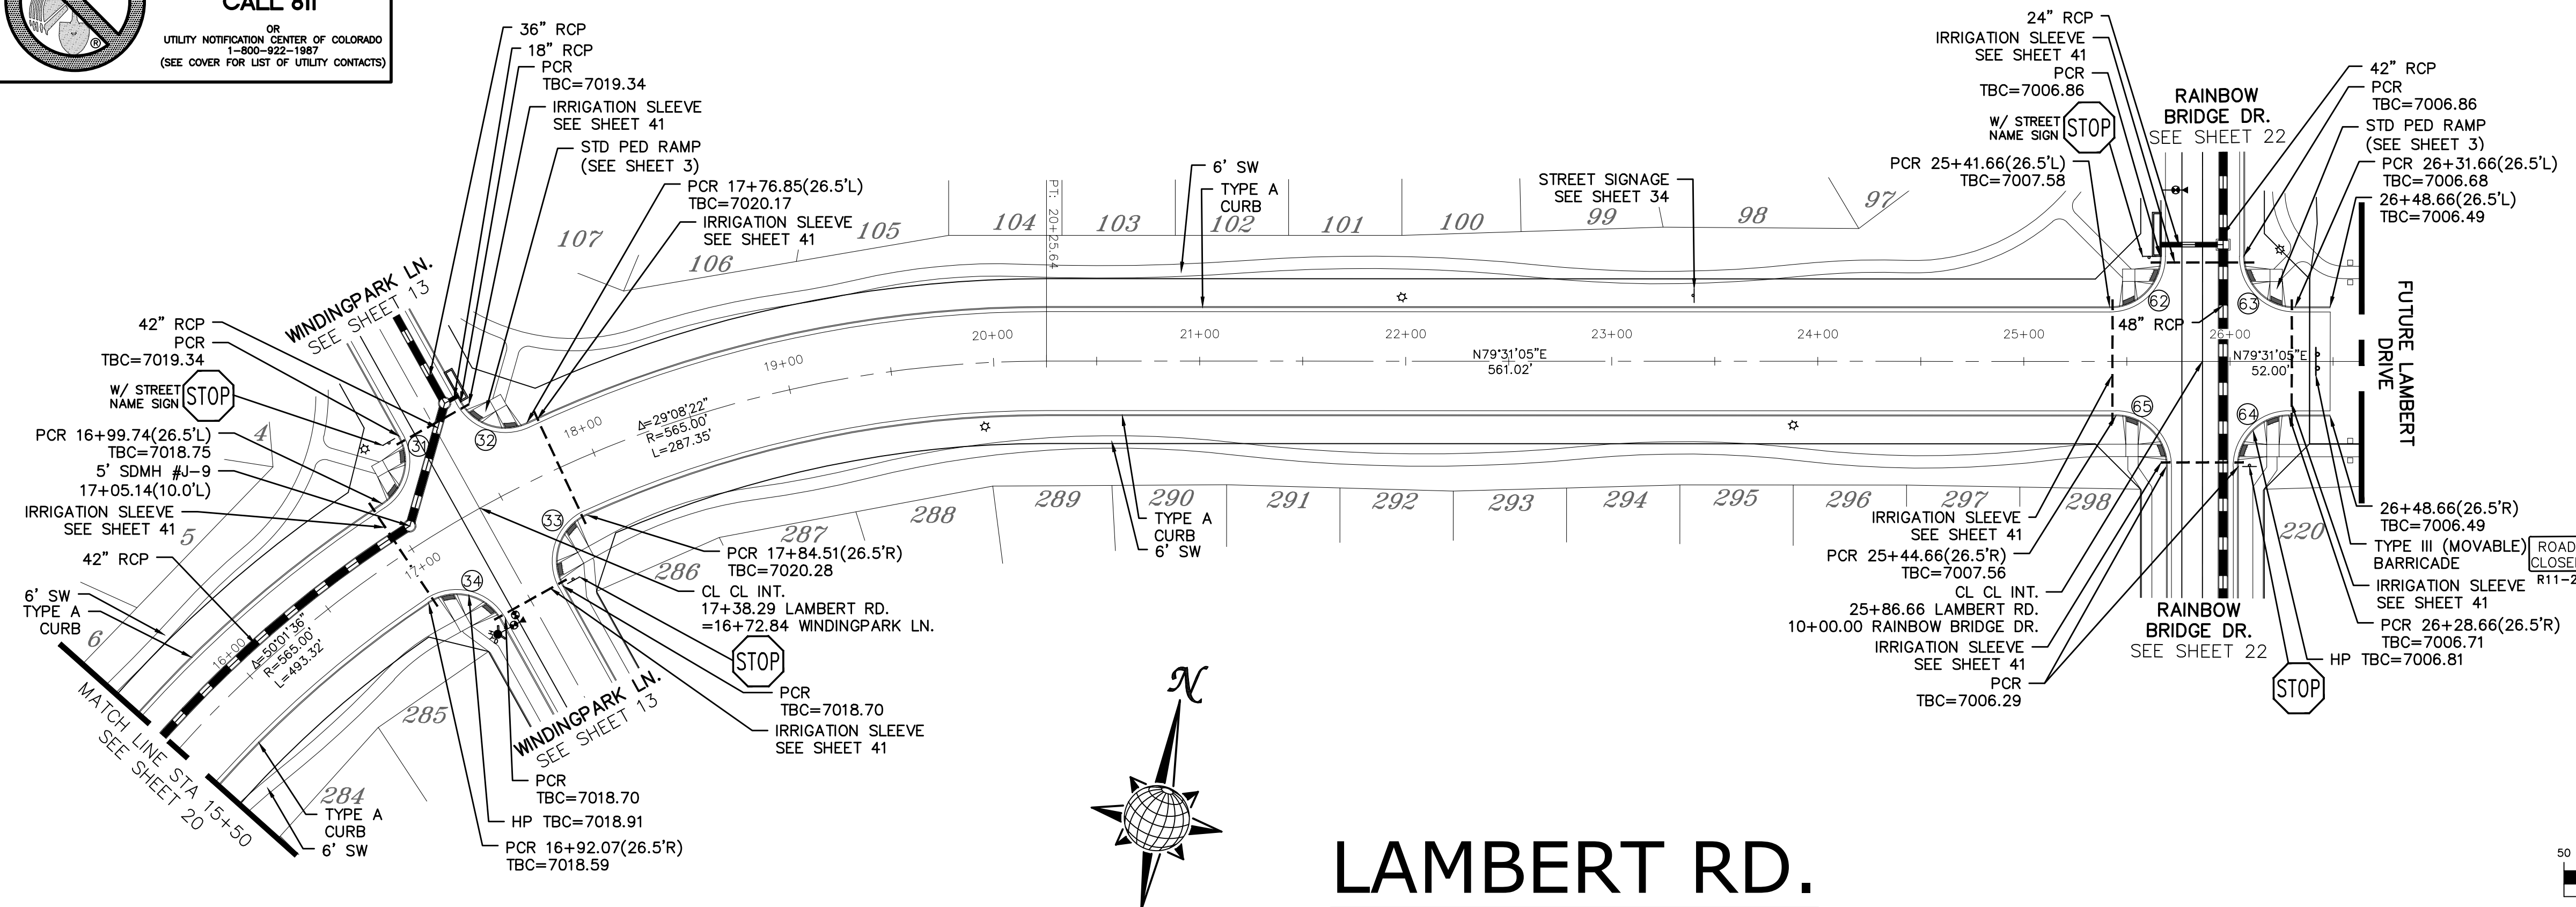 CALL 811
OR
UTILITY NOTIFICATION CENTER OF COLORADO
1-800-922-1987
(SEE COVER FOR LIST OF UTILITY CONTACTS)
®
36" RCP
18" RCP
PCR
TBC=7019.34
IRRIGATION SLEEVE
SEE SHEET 41
STD PED RAMP
(SEE SHEET 3)
PCR 17+76.85(26.5'L)
TBC=7020.17
IRRIGATION SLEEVE
SEE SHEET 41
107
106
105
104
PT: 20+25.64
103
102
101
100
99
98
97
6' SW
TYPE A
CURB
STREET SIGNAGE
SEE SHEET 34
24" RCP
IRRIGATION SLEEVE
SEE SHEET 41
PCR
TBC=7006.86
W/ STREET
NAME SIGN
STOP
PCR 25+41.66(26.5'L)
TBC=7007.58
RAINBOW
BRIDGE DR.
SEE SHEET 22
42" RCP
PCR
TBC=7006.86
STD PED RAMP
(SEE SHEET 3)
PCR 26+31.66(26.5'L)
TBC=7006.68
26+48.66(26.5'L)
TBC=7006.49
62
63
48" RCP
FUTURE LAMBERT
DRIVE
WINDINGPARK LN.
SEE SHEET 13
42" RCP
PCR
TBC=7019.34
W/ STREET
NAME SIGN
STOP
PCR 16+99.74(26.5'L)
TBC=7018.75
5' SDMH #J-9
17+05.14(10.0'L)
IRRIGATION SLEEVE
SEE SHEET 41
42" RCP
6' SW
TYPE A
CURB
4
5
6
31
32
33
34
16+00
17+00
18+00
19+00
20+00
21+00
22+00
23+00
24+00
25+00
26+00
Δ=50°01'36"
R=565.00'
L=493.32'
Δ=29°08'22"
R=565.00'
L=287.35'
N79°31'05"E
561.02'
N79°31'05"E
52.00'
MATCH LINE STA 15+50
SEE SHEET 20
284
285
286
287
288
289
290
291
292
293
294
295
296
297
298
220
TYPE A
CURB
6' SW
PCR
TBC=7018.70
HP TBC=7018.91
PCR 16+92.07(26.5'R)
TBC=7018.59
WINDINGPARK LN.
SEE SHEET 13
PCR 17+84.51(26.5'R)
TBC=7020.28
CL CL INT.
17+38.29 LAMBERT RD.
=16+72.84 WINDINGPARK LN.
STOP
PCR
TBC=7018.70
IRRIGATION SLEEVE
SEE SHEET 41
TYPE A
CURB
6' SW
65
64
IRRIGATION SLEEVE
SEE SHEET 41
PCR 25+44.66(26.5'R)
TBC=7007.56
CL CL INT.
25+86.66 LAMBERT RD.
10+00.00 RAINBOW BRIDGE DR.
IRRIGATION SLEEVE
SEE SHEET 41
PCR
TBC=7006.29
RAINBOW
BRIDGE DR.
SEE SHEET 22
26+48.66(26.5'R)
TBC=7006.49
TYPE III (MOVABLE)
BARRICADE
ROAD
R11-2
IRRIGATION SLEEVE
SEE SHEET 41
PCR 26+28.66(26.5'R)
TBC=7006.71
HP TBC=7006.81
STOP
N
LAMBERT RD.
50